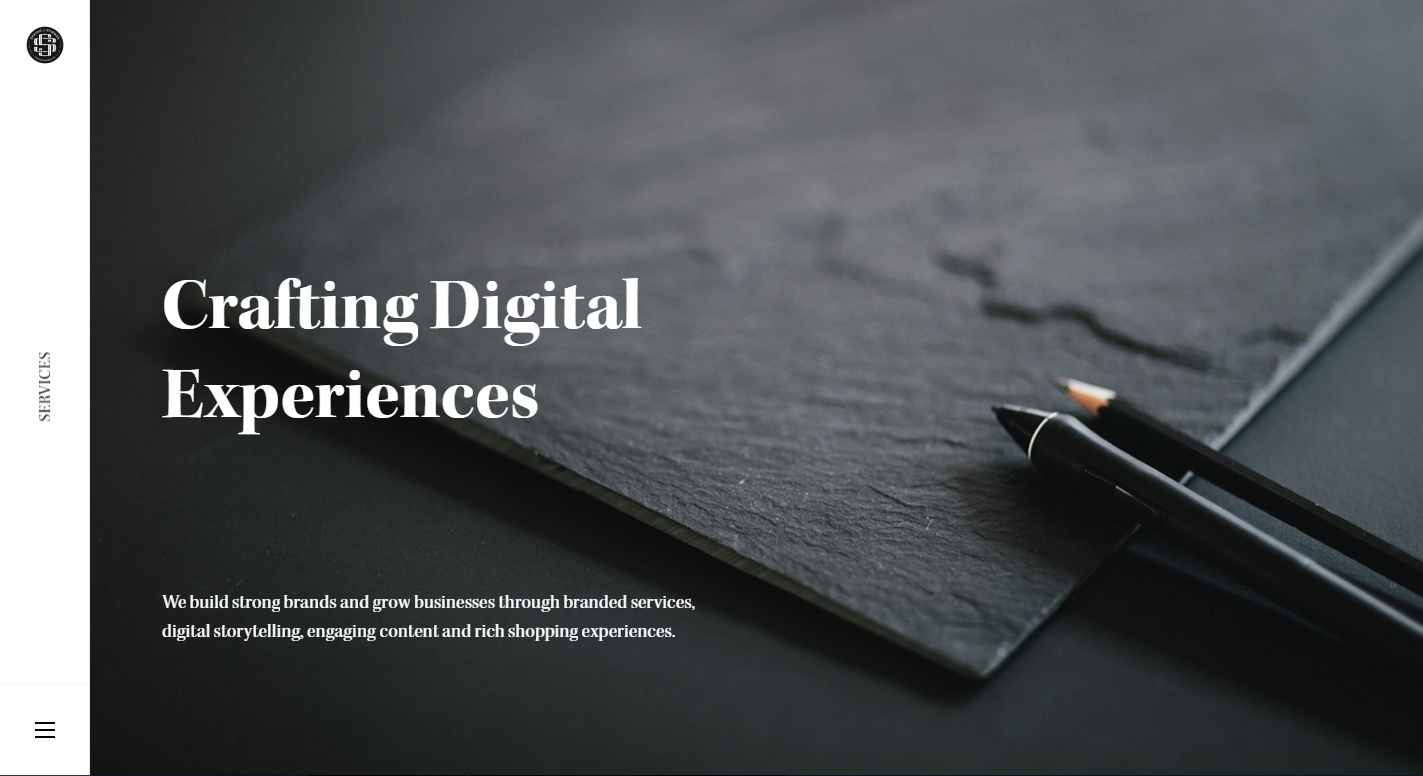 SERVICES
Crafting Digital
Experiences
We build strong brands and grow businesses through branded services,
digital storytelling, engaging content and rich shopping experiences.